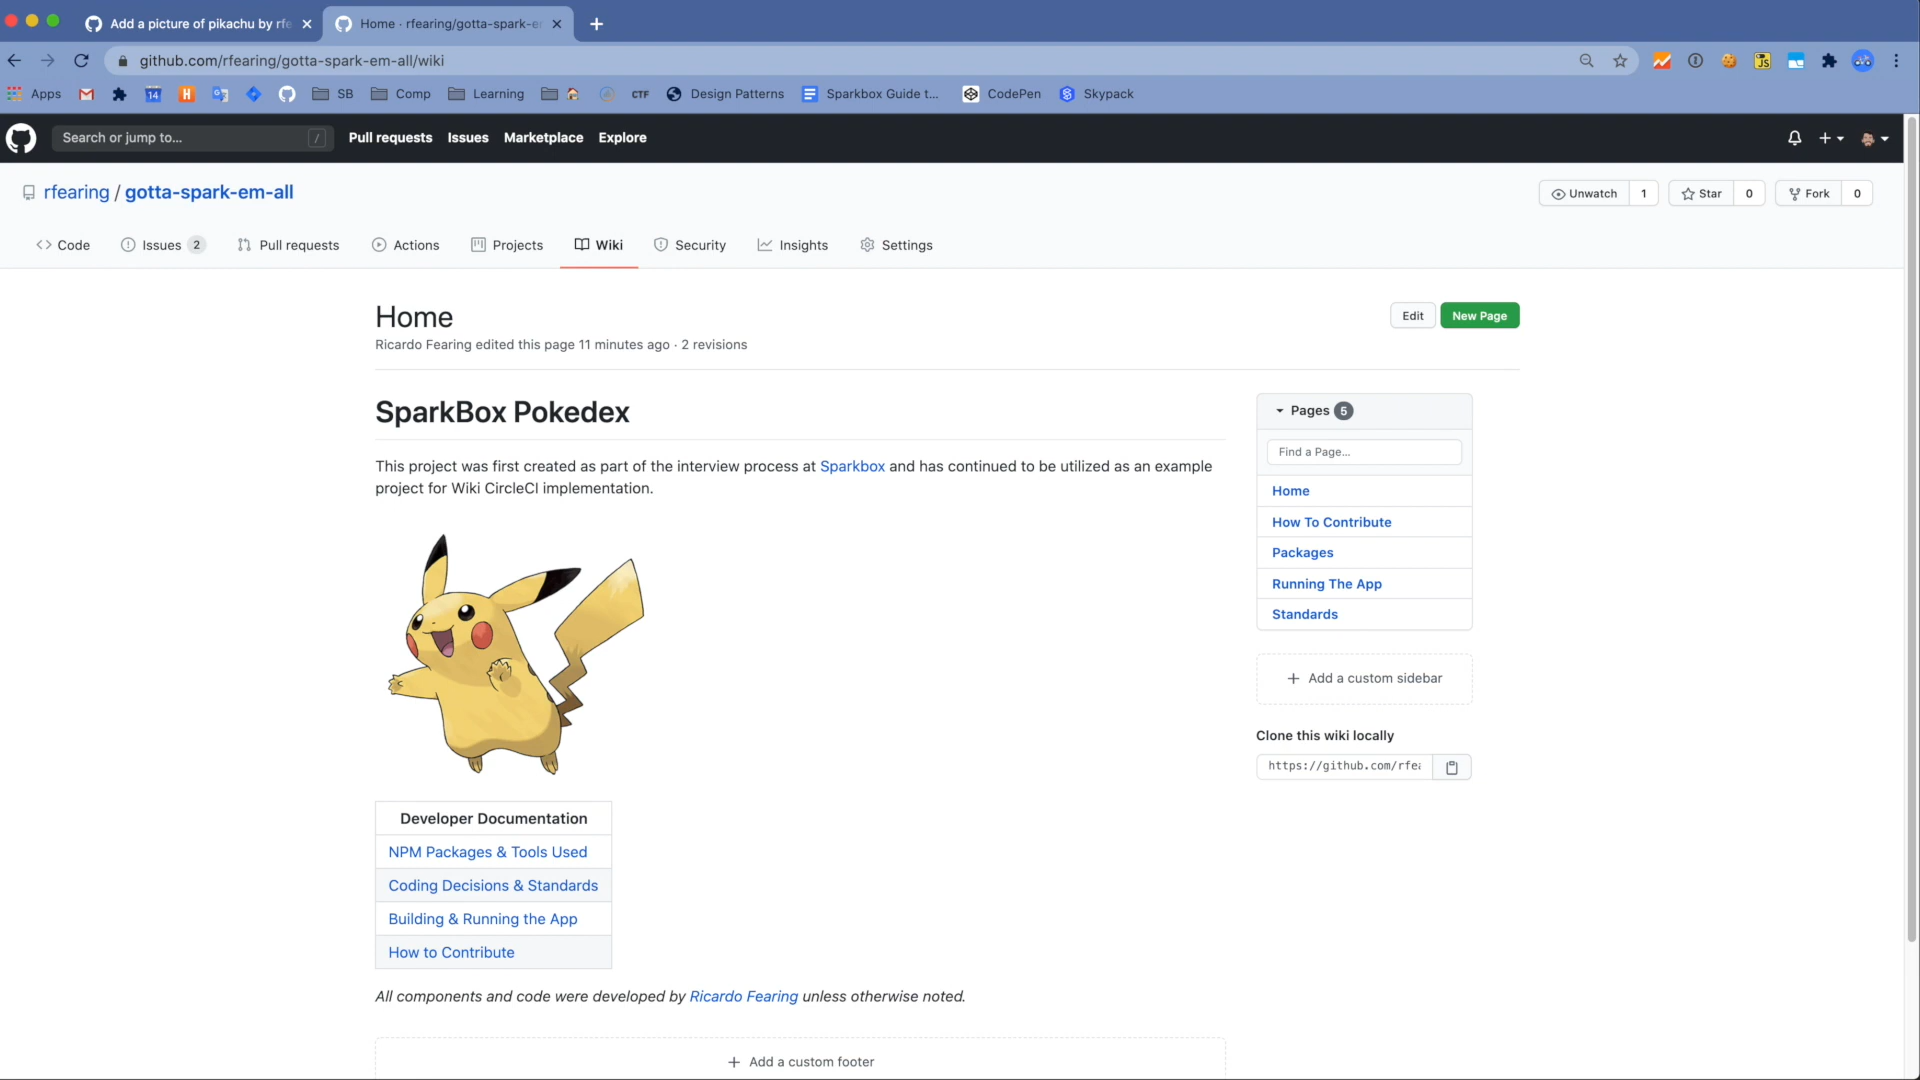 Add a picture of pikachu by rfe
Home · rfearing/gotta-spark-e
github.com/rfearing/gotta-spark-em-all/wiki
Apps 14 H SB Comp Learning CTF Design Patterns Sparkbox Guide t... CodePen Skypack
JS
Search or jump to... / Pull requests Issues Marketplace Explore
rfearing / gotta-spark-em-all
Unwatch 1 Star 0 Fork 0
Code Issues 2 Pull requests Actions Projects Wiki Security Insights Settings
Home
Edit New Page
Ricardo Fearing edited this page 11 minutes ago · 2 revisions
SparkBox Pokedex
This project was first created as part of the interview process at Sparkbox and has continued to be utilized as an example
project for Wiki CircleCI implementation.
Developer Documentation
NPM Packages & Tools Used
Coding Decisions & Standards
Building & Running the App
How to Contribute
All components and code were developed by Ricardo Fearing unless otherwise noted.
Add a custom footer
Pages 5
Find a Page...
Home
How To Contribute
Packages
Running The App
Standards
Add a custom sidebar
Clone this wiki locally
https://github.com/rfea